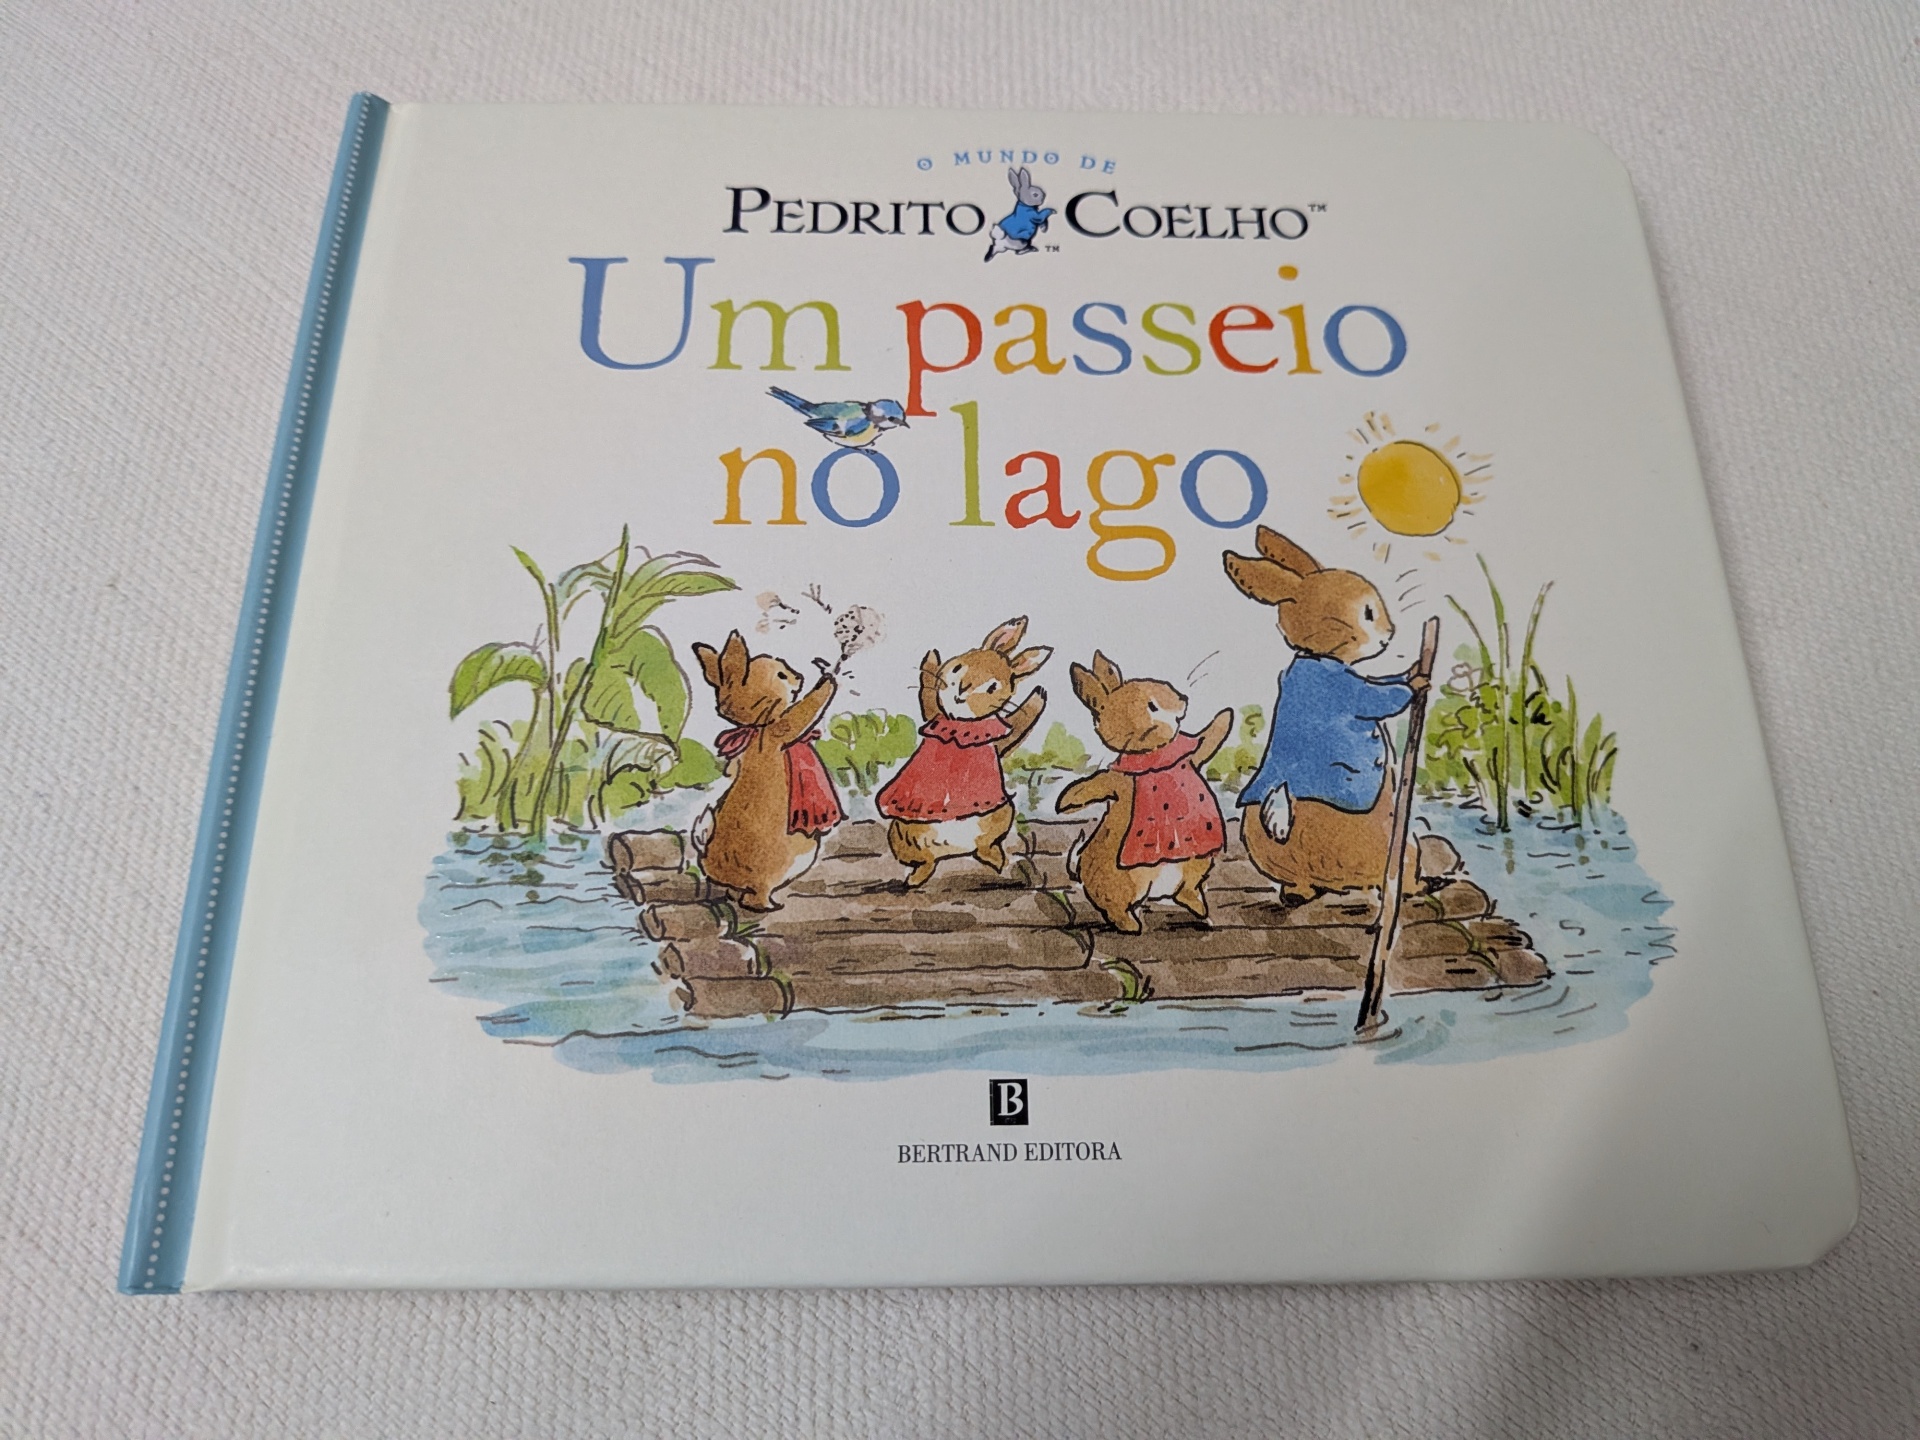 O MUNDO DE
PEDRITO COELHO™
™
Um passeio
no lago
B
BERTRAND EDITORA